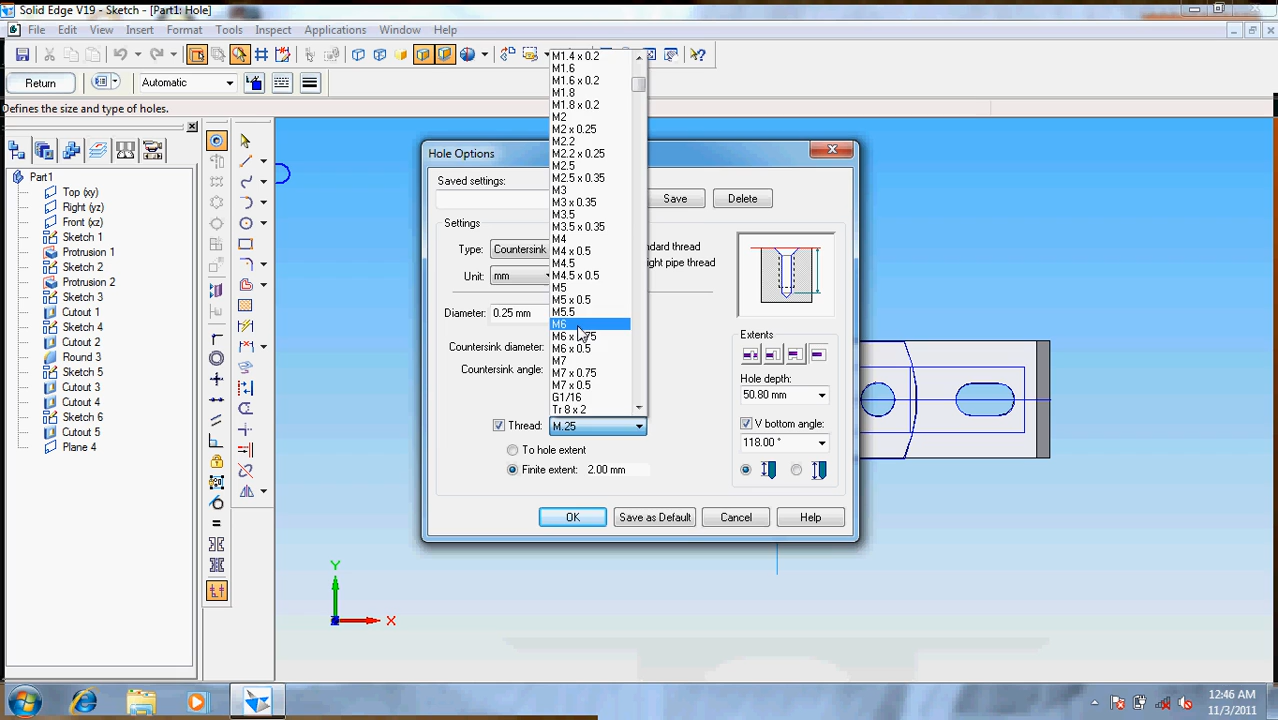 Solid Edge V19 - Sketch - [Part1: Hole]
File Edit View Insert Format Tools Inspect Applications Window Help
Return
Automatic
Defines the size and type of holes.
Part1
Top (xy)
Right (yz)
Front (xz)
Sketch 1
Protrusion 1
Sketch 2
Protrusion 2
Sketch 3
Cutout 1
Sketch 4
Cutout 2
Round 3
Sketch 5
Cutout 3
Cutout 4
Sketch 6
Cutout 5
Plane 4
Hole Options
Saved settings:
Save
Delete
Settings
Type:
Countersink
ndard thread
ight pipe thread
Unit:
mm
Diameter:
0.25 mm
Countersink diameter:
Countersink angle:
M1.4 x 0.2
M1.6
M1.6 x 0.2
M1.8
M1.8 x 0.2
M2
M2 x 0.25
M2.2
M2.2 x 0.25
M2.5
M2.5 x 0.35
M3
M3 x 0.35
M3.5
M3.5 x 0.35
M4
M4 x 0.5
M4.5
M4.5 x 0.5
M5
M5 x 0.5
M5.5
M6
M6 x 75
M6 x 0.5
M7
M7 x 0.75
M7 x 0.5
G1/16
Tr 8 x 2
Thread:
M.25
To hole extent
Finite extent:
2.00 mm
Extents
Hole depth:
50.80 mm
V bottom angle:
118.00 °
OK
Save as Default
Cancel
Help
Y
X
12:46 AM
11/3/2011